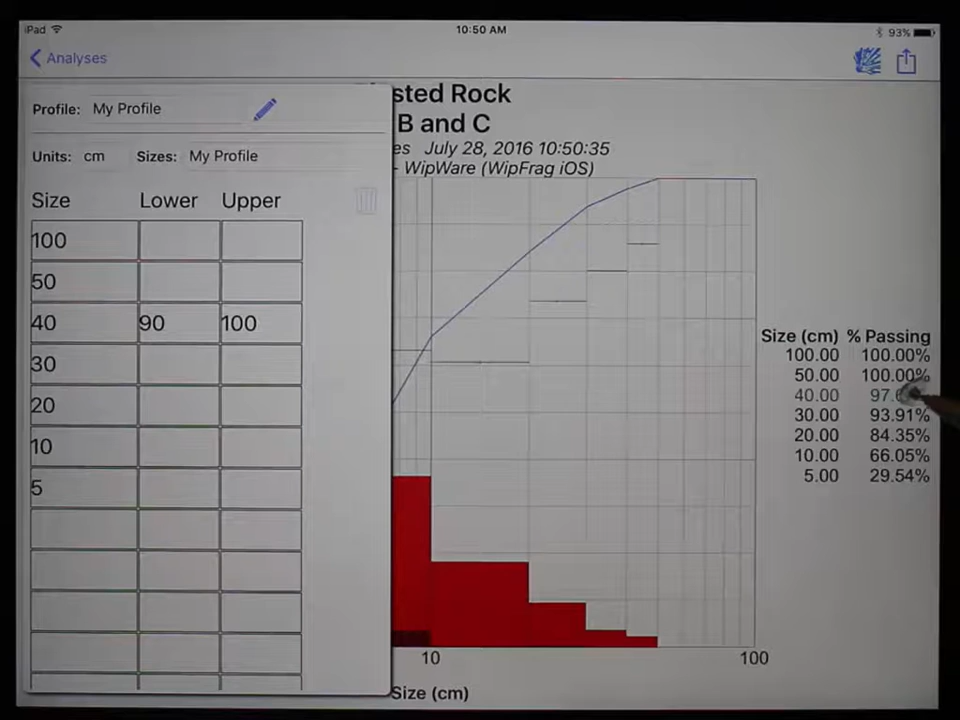 iPad
10:50 AM
93%
Analyses
Profile: My Profile
Units: cm Sizes: My Profile
Size Lower Upper
100
50
40 90 100
30
20
10
5
sted Rock
B and C
es July 28, 2016 10:50:35
- WipWare (WipFrag iOS)
Size (cm) % Passing
100.00 100.00%
50.00 100.00%
40.00
30.00 93.91%
20.00 84.35%
10.00 66.05%
5.00 29.54%
10 100
Size (cm)